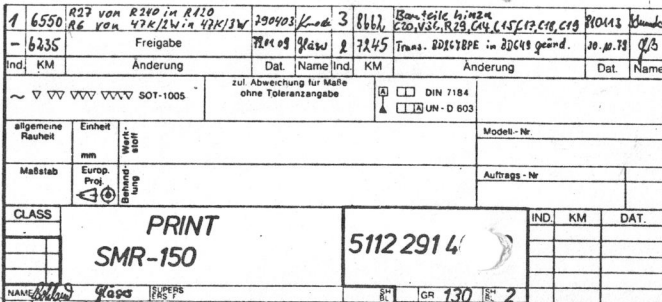 1 6550 R27 von R240 in R120 790403 3 8662 Bauteile hinzu 810113
R6 von 47K/2W in 47K/3W C20, V36, R29, C14, C15, C17, C18, C19
- 6235 Freigabe Gläser 2 7245 Trans. in BD649 geänd. 30.10.79
Ind. KM Änderung Dat. Name Ind. KM Änderung Dat. Name
~ ▽ ▽▽ ▽▽▽ ▽▽▽▽ SOT-1005
zul. Abweichung für Maße
ohne Toleranzangabe
A DIN 7184
A UN-D 603
allgemeine
Rauheit
Einheit
mm
Werk-
stoff
Modell-Nr.
Maßstab
Europ.
Proj.
Behand-
lung
Auftrags-Nr
CLASS
PRINT
SMR-150
5112 291
IND. KM DAT.
NAME Gläser SUPERS
ERS F
SH
BL
GR 130 SH
BL 2